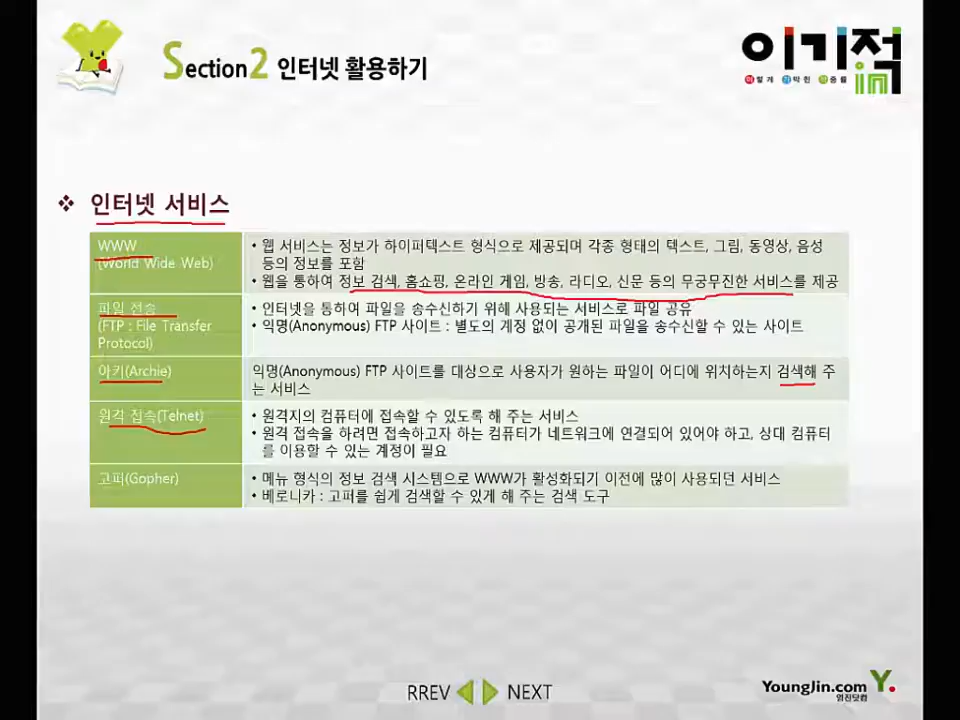 Section2 인터넷 활용하기
이기적in
이렇게 기막힌 적중률
❖ 인터넷 서비스
WWW
(World Wide Web)
• 웹 서비스는 정보가 하이퍼텍스트 형식으로 제공되며 각종 형태의 텍스트, 그림, 동영상, 음성
등의 정보를 포함
• 웹을 통하여 정보 검색, 홈쇼핑, 온라인 게임, 방송, 라디오, 신문 등의 무궁무진한 서비스를 제공
파일 전송
(FTP : File Transfer
Protocol)
• 인터넷을 통하여 파일을 송수신하기 위해 사용되는 서비스로 파일 공유
• 익명(Anonymous) FTP 사이트 : 별도의 계정 없이 공개된 파일을 송수신할 수 있는 사이트
아키(Archie)
익명(Anonymous) FTP 사이트를 대상으로 사용자가 원하는 파일이 어디에 위치하는지 검색해 주
는 서비스
원격 접속(Telnet)
• 원격지의 컴퓨터에 접속할 수 있도록 해 주는 서비스
• 원격 접속을 하려면 접속하고자 하는 컴퓨터가 네트워크에 연결되어 있어야 하고, 상대 컴퓨터
를 이용할 수 있는 계정이 필요
고퍼(Gopher)
• 메뉴 형식의 정보 검색 시스템으로 WWW가 활성화되기 이전에 많이 사용되던 서비스
• 베로니카 : 고퍼를 쉽게 검색할 수 있게 해 주는 검색 도구
RREV NEXT
YoungJin.com Y.
영진닷컴